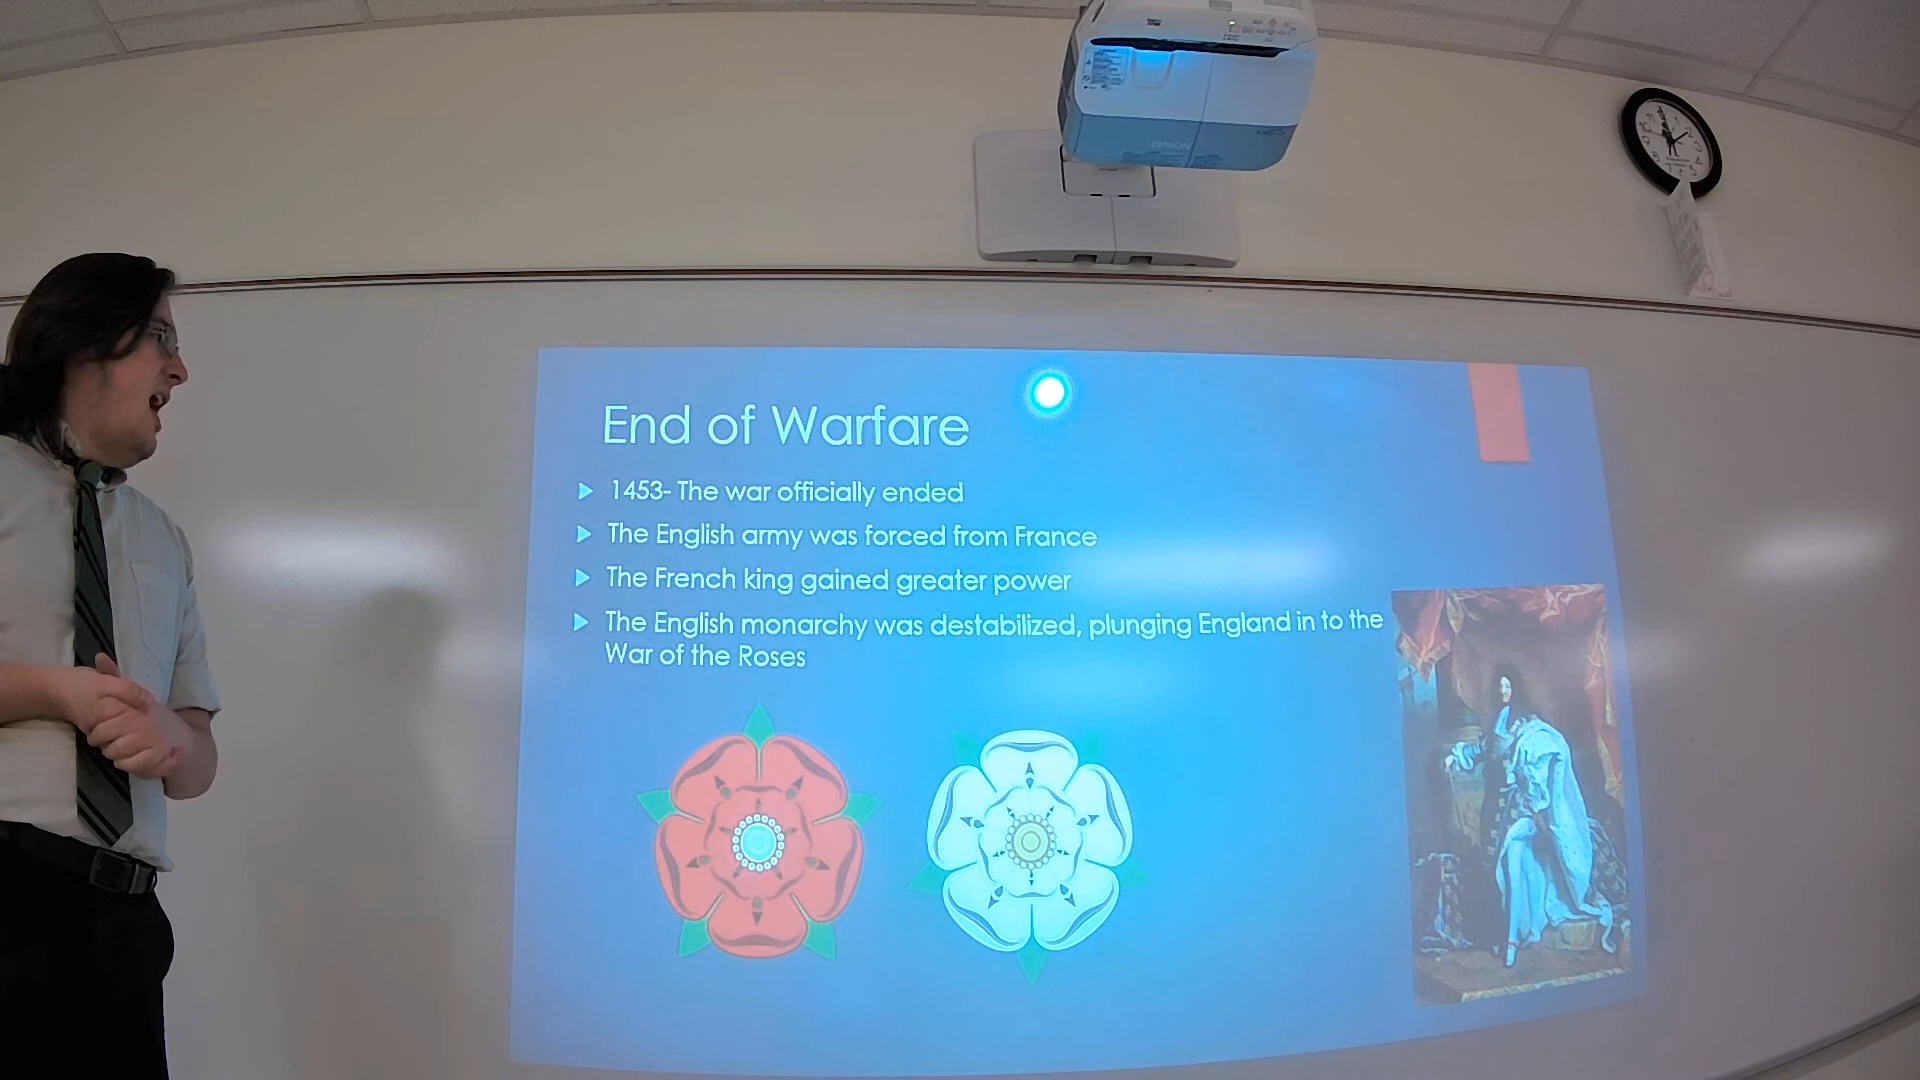 EPSON
End of Warfare
1453- The war officially ended
The English army was forced from France
The French king gained greater power
The English monarchy was destabilized, plunging England in to the
War of the Roses